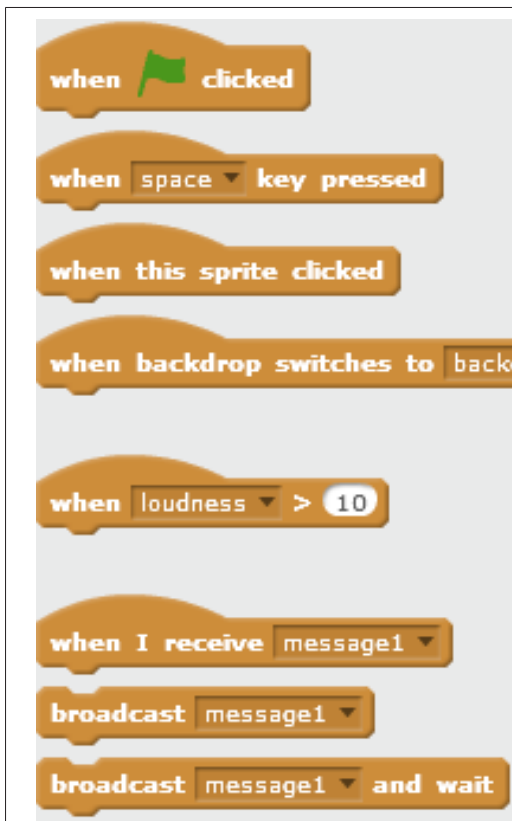 when clicked
when space key pressed
when this sprite clicked
when backdrop switches to
when loudness > 10
when I receive message1
broadcast message1
broadcast message1 and wait